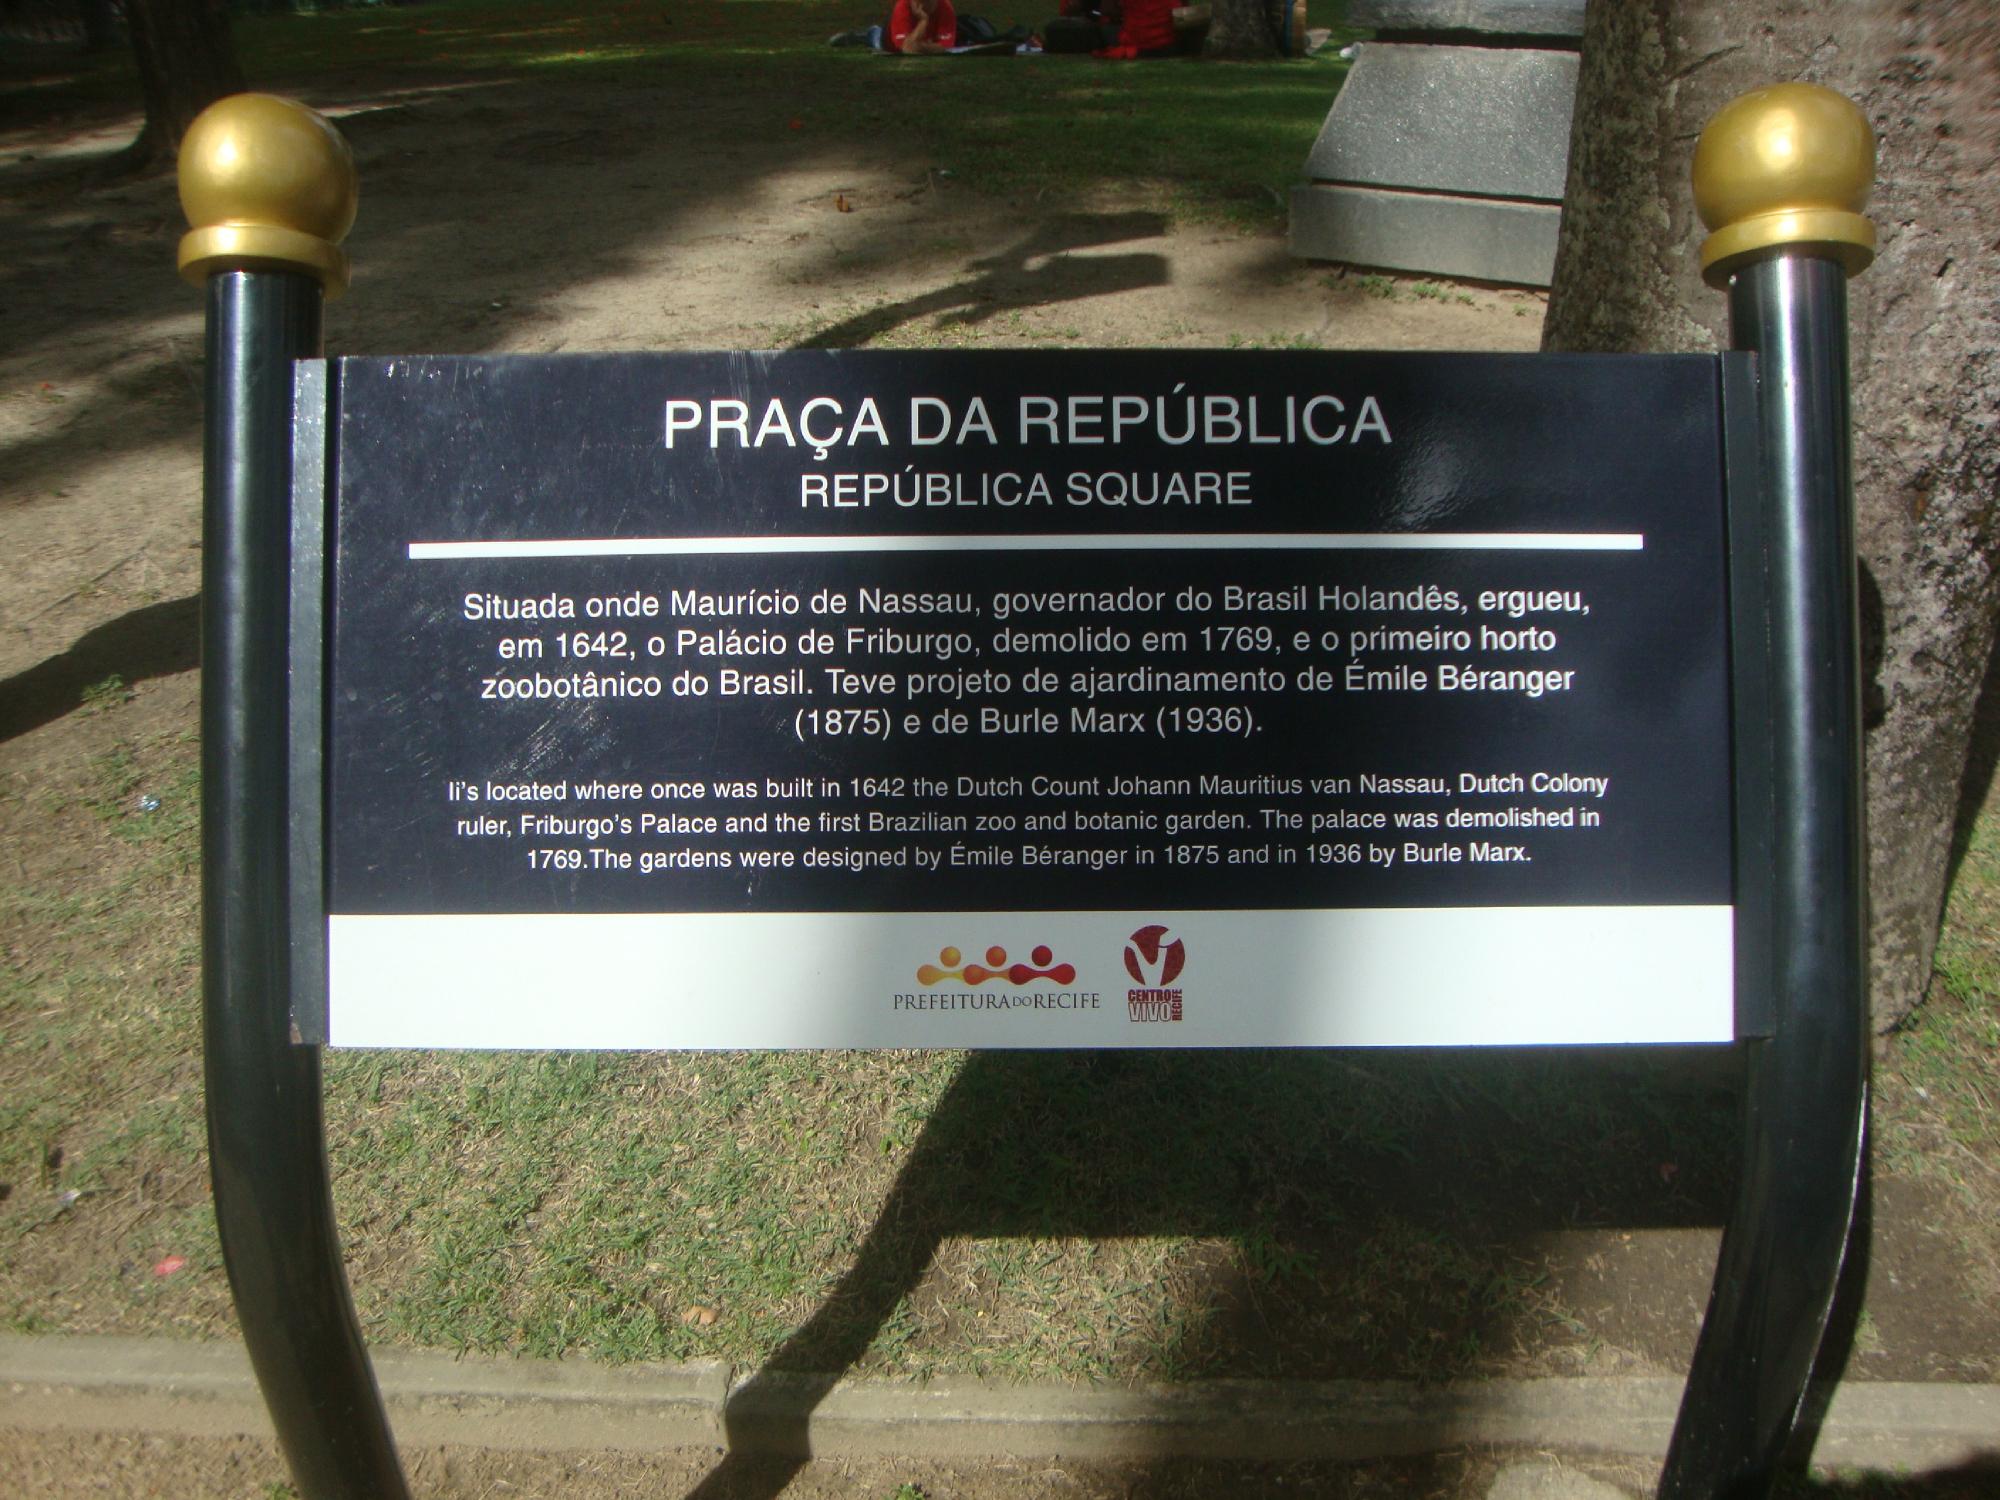 PRAÇA DA REPÚBLICA
REPÚBLICA SQUARE
Situada onde Maurício de Nassau, governador do Brasil Holandês, ergueu,
em 1642, o Palácio de Friburgo, demolido em 1769, e o primeiro horto
zoobotânico do Brasil. Teve projeto de ajardinamento de Émile Béranger
(1875) e de Burle Marx (1936).
Ii's located where once was built in 1642 the Dutch Count Johann Mauritius van Nassau, Dutch Colony
ruler, Friburgo's Palace and the first Brazilian zoo and botanic garden. The palace was demolished in
1769.The gardens were designed by Émile Béranger in 1875 and in 1936 by Burle Marx.
PREFEITURA DO RECIFE
CENTRO
VIVO
RECIFE